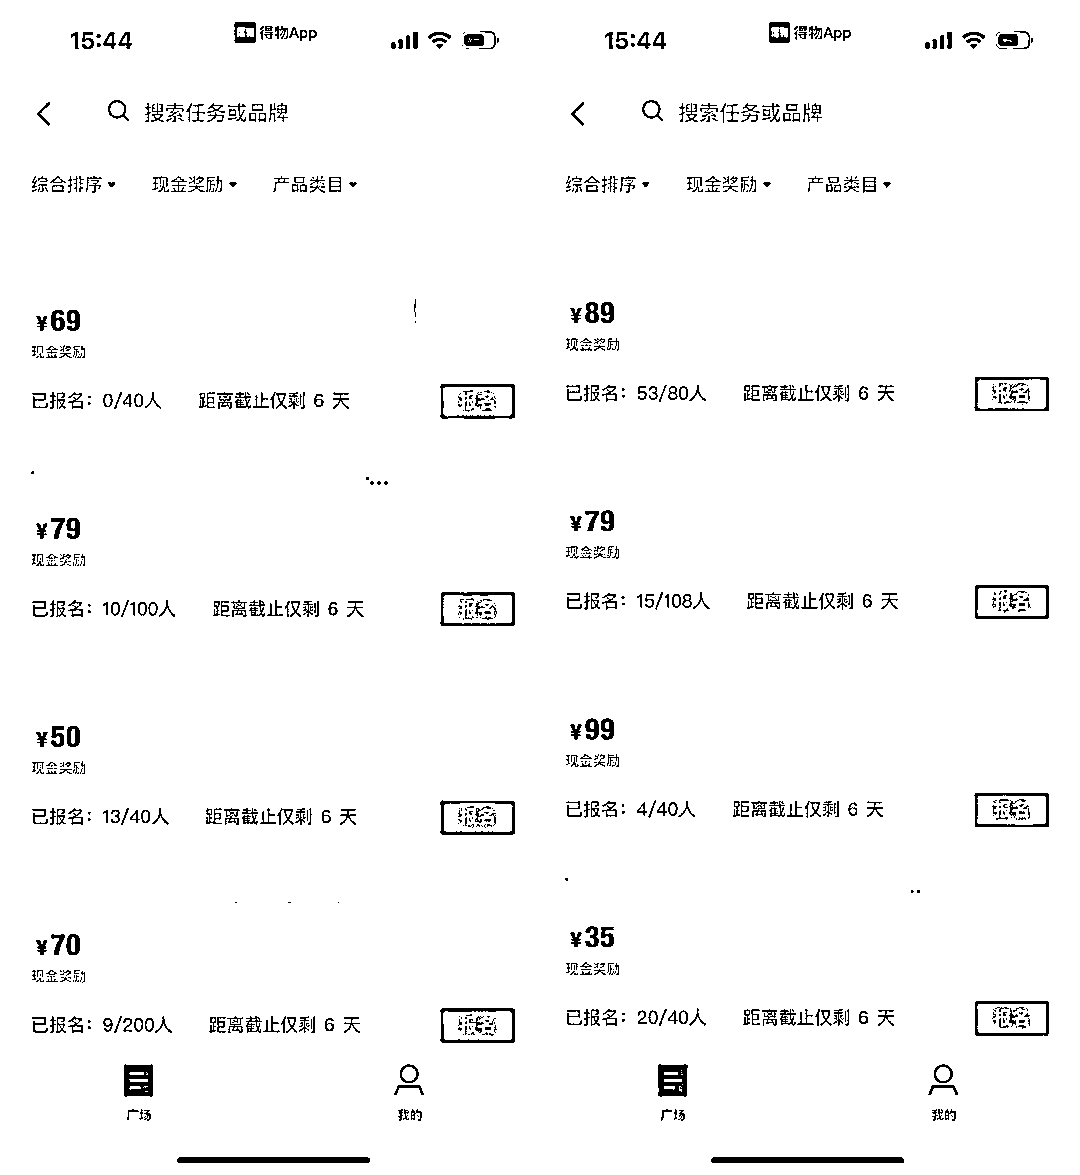 15:44
得物App
搜索任务或品牌
综合排序 现金奖励 产品类目
¥69
现金奖励
已报名：0/40人 距离截止仅剩 6 天 报名
¥79
现金奖励
已报名：10/100人 距离截止仅剩 6 天 报名
¥50
现金奖励
已报名：13/40人 距离截止仅剩 6 天 报名
¥70
现金奖励
已报名：9/200人 距离截止仅剩 6 天 报名
广场 我的
15:44
得物App
搜索任务或品牌
综合排序 现金奖励 产品类目
¥89
现金奖励
已报名：53/80人 距离截止仅剩 6 天 报名
¥79
现金奖励
已报名：15/108人 距离截止仅剩 6 天 报名
¥99
现金奖励
已报名：4/40人 距离截止仅剩 6 天 报名
¥35
现金奖励
已报名：20/40人 距离截止仅剩 6 天 报名
广场 我的